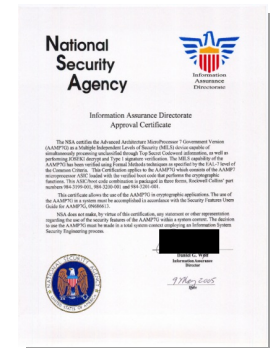 National
Security
Agency
Information
Assurance
Directorate
Information Assurance Directorate
Approval Certificate
The NSA certifies the Advanced Architecture MicroProcessor 7 Government Version
(AAMP7G) as a Multiple Independent Levels of Security (MILS) device capable of
simultaneously processing unclassified through Top Secret Codeword information, as well as
performing decrypt and Type 1 signature verification. The MILS capability of the
AAMP7G has been verified using Formal Methods techniques as specified by the EAL-7 level of
the Common Criteria. This Certification applies to the AAMP7G which consists of the AAMP7
microprocessor ASIC loaded with the verified boot code that performs the cryptographic
functions. This ASIC/boot code combination is packaged in three forms, Rockwell Collins' part
numbers 984-3199-001, 988-3200-001 and 988-3201-001.
This certificate allows the use of the AAMP7G in cryptographic applications. The use of
the AAMP7G in a system must be accomplished in accordance with the Security Features Users
Guide for AAMP7G, 0N686613.
NSA does not make, by virtue of this certification, any statement or other representation
regarding the use of the security features of the AAMP7G within a system context. The decision
to use the AAMP7G must be made in a total system context employing an Information System
Security Engineering process.
Daniel G. Wolf
Information Assurance
Director
9 May 2005
Date